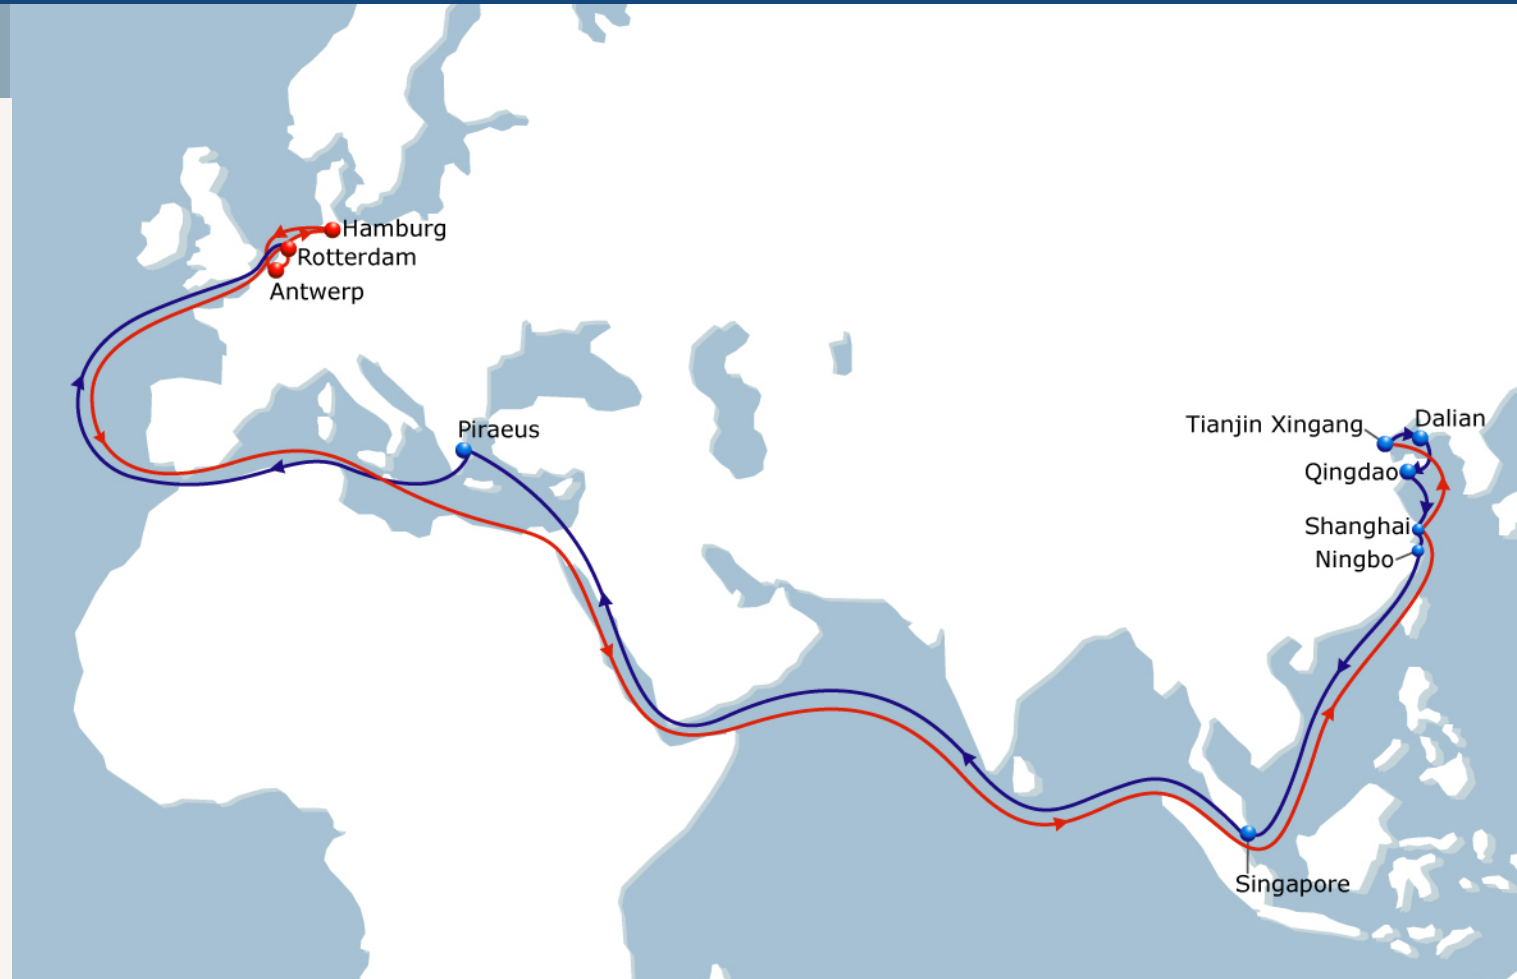 Hamburg
Rotterdam
Antwerp
Piraeus
Tianjin Xingang
Dalian
Qingdao
Shanghai
Ningbo
Singapore